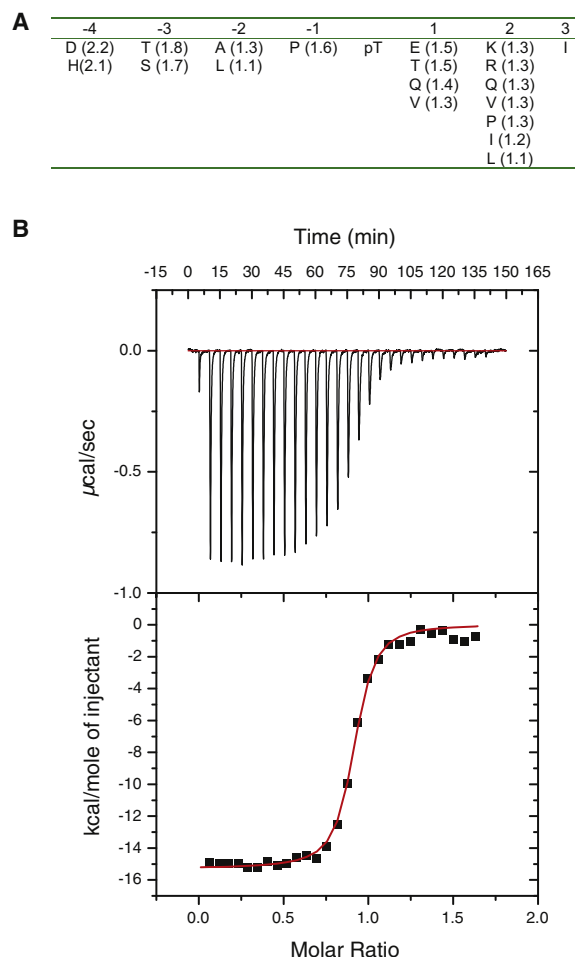 A
-4 -3 -2 -1 1 2 3
D (2.2) T (1.8) A (1.3) P (1.6) pT E (1.5) K (1.3) I
H(2.1) S (1.7) L (1.1) T (1.5) R (1.3)
Q (1.4) Q (1.3)
V (1.3) V (1.3)
P (1.3)
I (1.2)
L (1.1)
B
Time (min)
-15 0 15 30 45 60 75 90 105 120 135 150 165
0.0
-0.5
-1.0
µcal/sec
0
-2
-4
-6
-8
-10
-12
-14
-16
kcal/mole of injectant
0.0 0.5 1.0 1.5 2.0
Molar Ratio